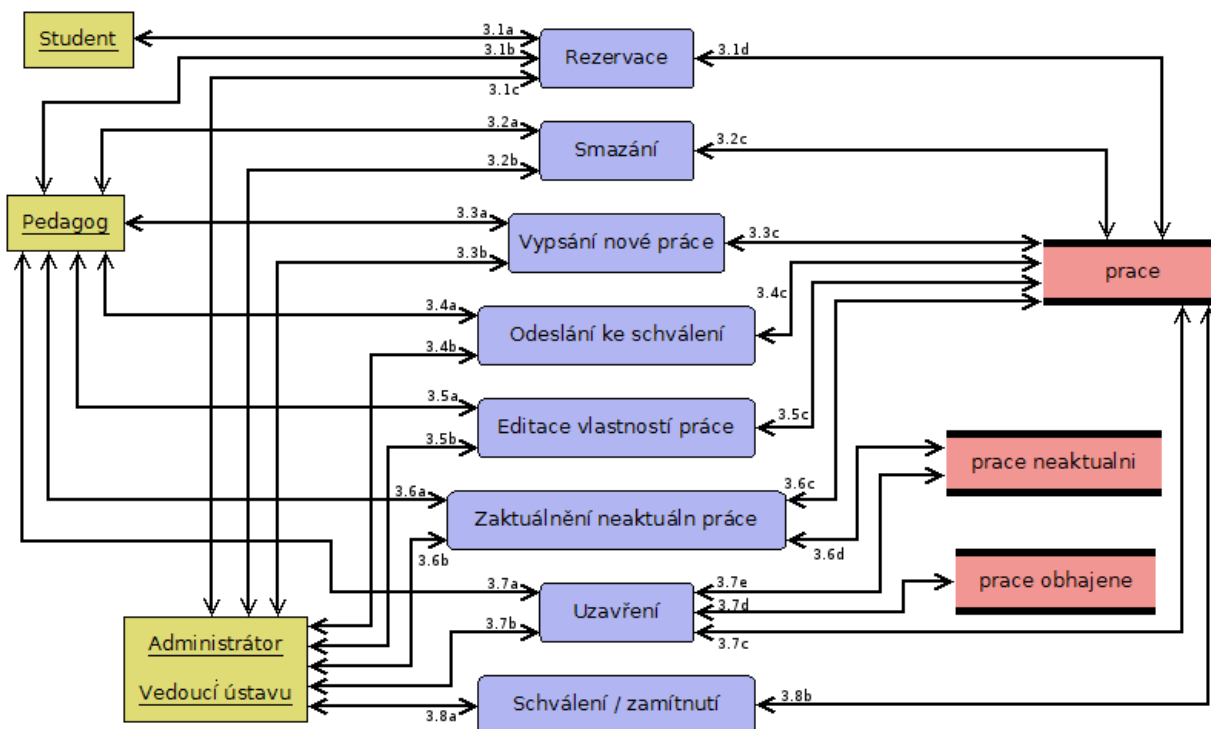 Student
3.1a
3.1b
3.1c
Rezervace
3.1d
3.2a
3.2b
Smazání
3.2c
Pedagog
3.3a
3.3b
Vypsání nové práce
3.3c
prace
3.4a
3.4b
Odeslání ke schválení
3.4c
3.5a
3.5b
Editace vlastností práce
3.5c
prace neaktualni
3.6a
3.6b
Zaktuálnění neaktuáln práce
3.6c
3.6d
prace obhajene
3.7a
3.7b
Uzavření
3.7e
3.7d
3.7c
Administrátor
Vedoucí ústavu
3.8a
Schválení / zamítnutí
3.8b